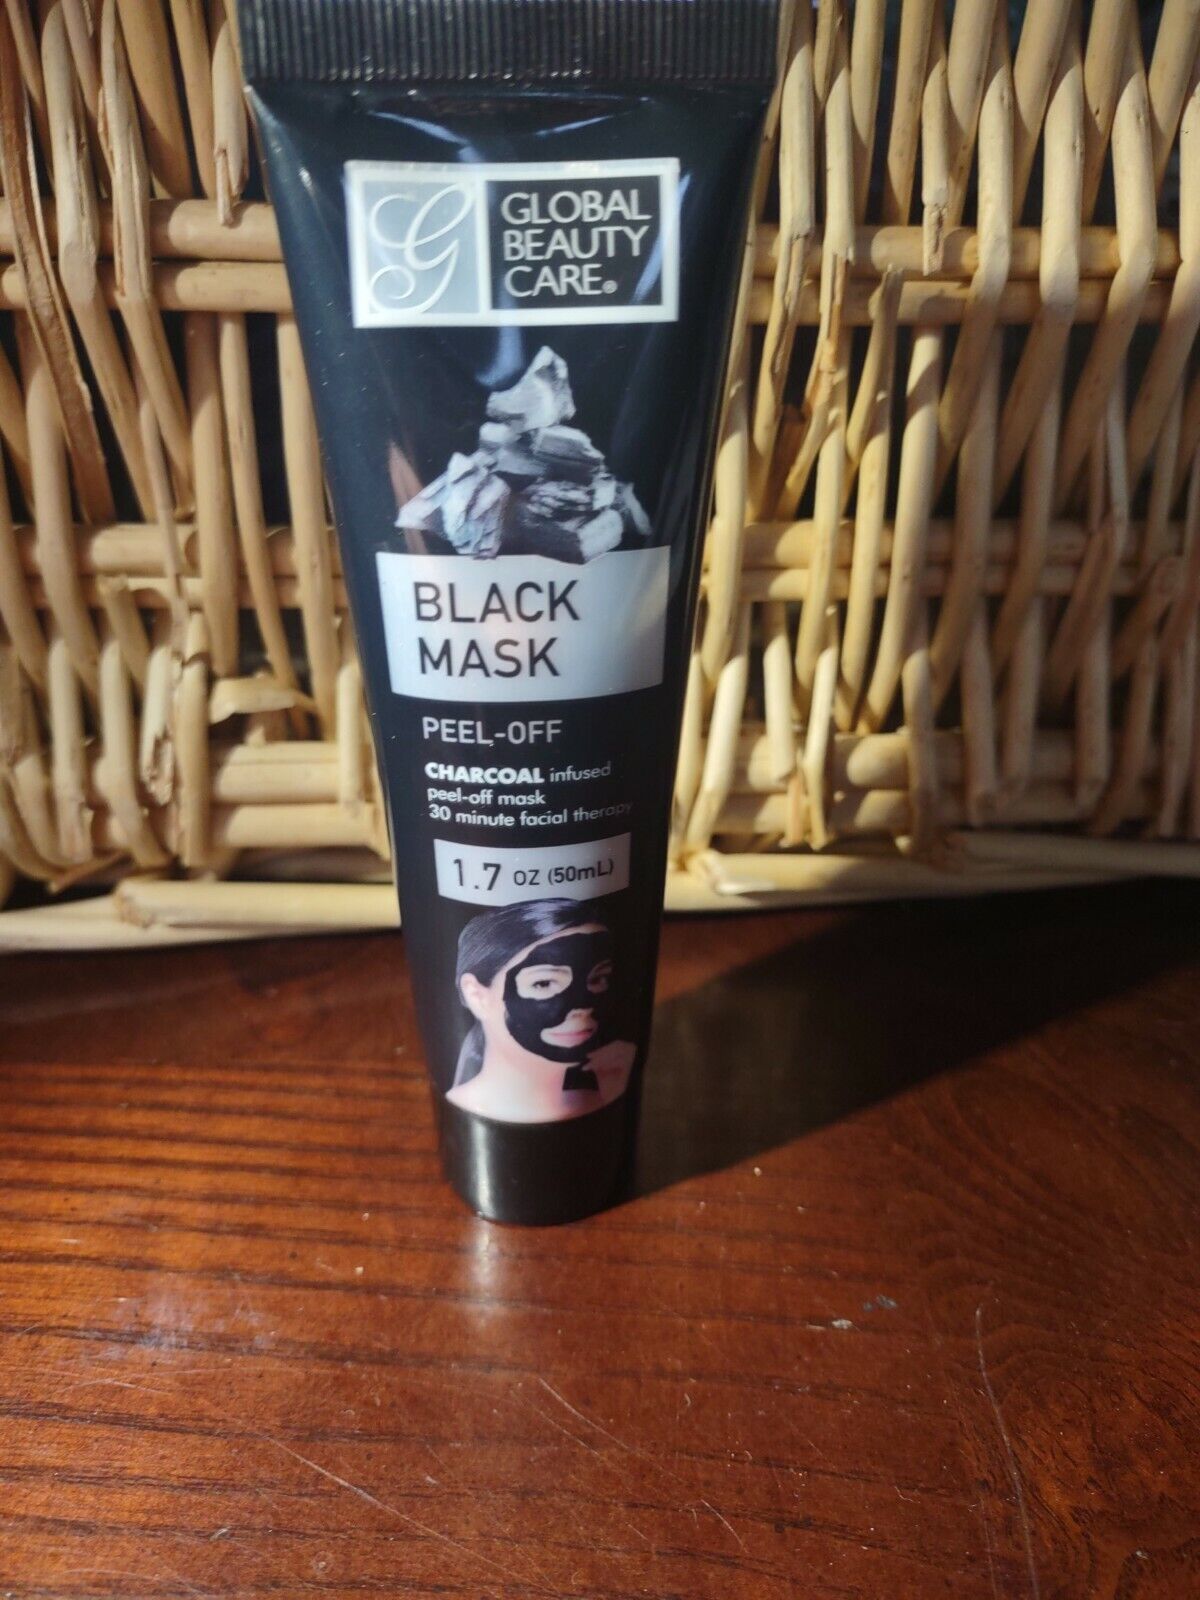 G
GLOBAL
BEAUTY
CARE®
BLACK
MASK
PEEL-OFF
CHARCOAL infused
peel-off mask
30 minute facial therapy
1.7 OZ (50mL)